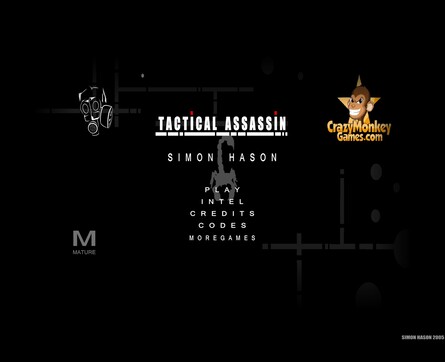 TACTICAL ASSASSIN
CrazyMonkey
Games.com
SIMON HASON
PLAY
INTEL
CREDITS
CODES
MOREGAMES
M
MATURE
SIMON HASON 2005